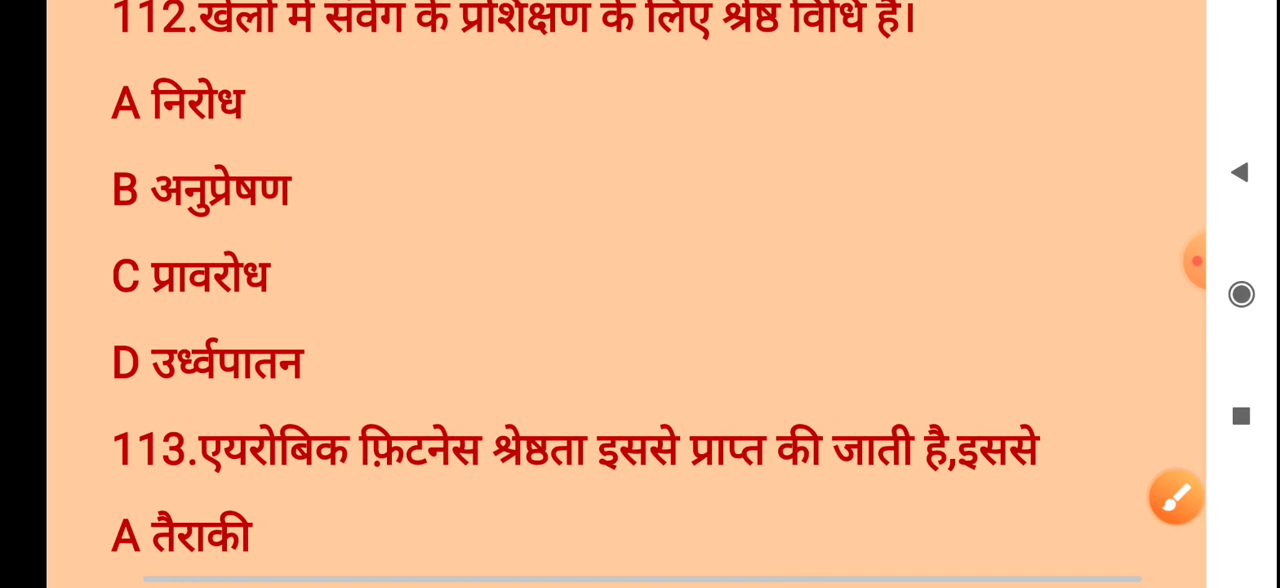 112.खेलों में संवेग के प्रशिक्षण के लिए श्रेष्ठ विधि है।
A निरोध
B अनुप्रेषण
C प्रावरोध
D उर्ध्वपातन
113.एयरोबिक फ़िटनेस श्रेष्ठता इससे प्राप्त की जाती है,इससे
A तैराकी